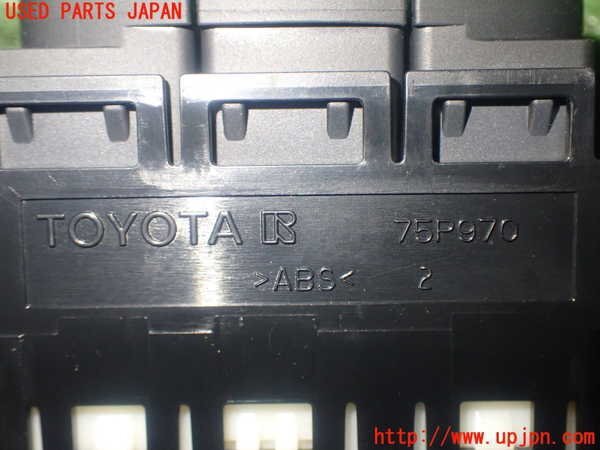 USED PARTS JAPAN
TOYOTA R 75P970
>ABS< 2
http://www.upjpn.com/